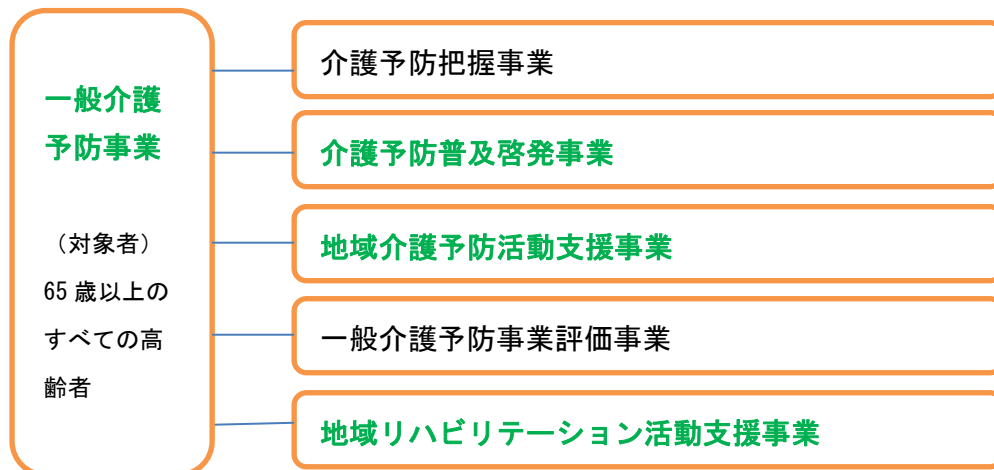 一般介護
予防事業
（対象者）
65 歳以上の
すべての高
齢者
介護予防把握事業
介護予防普及啓発事業
地域介護予防活動支援事業
一般介護予防事業評価事業
地域リハビリテーション活動支援事業